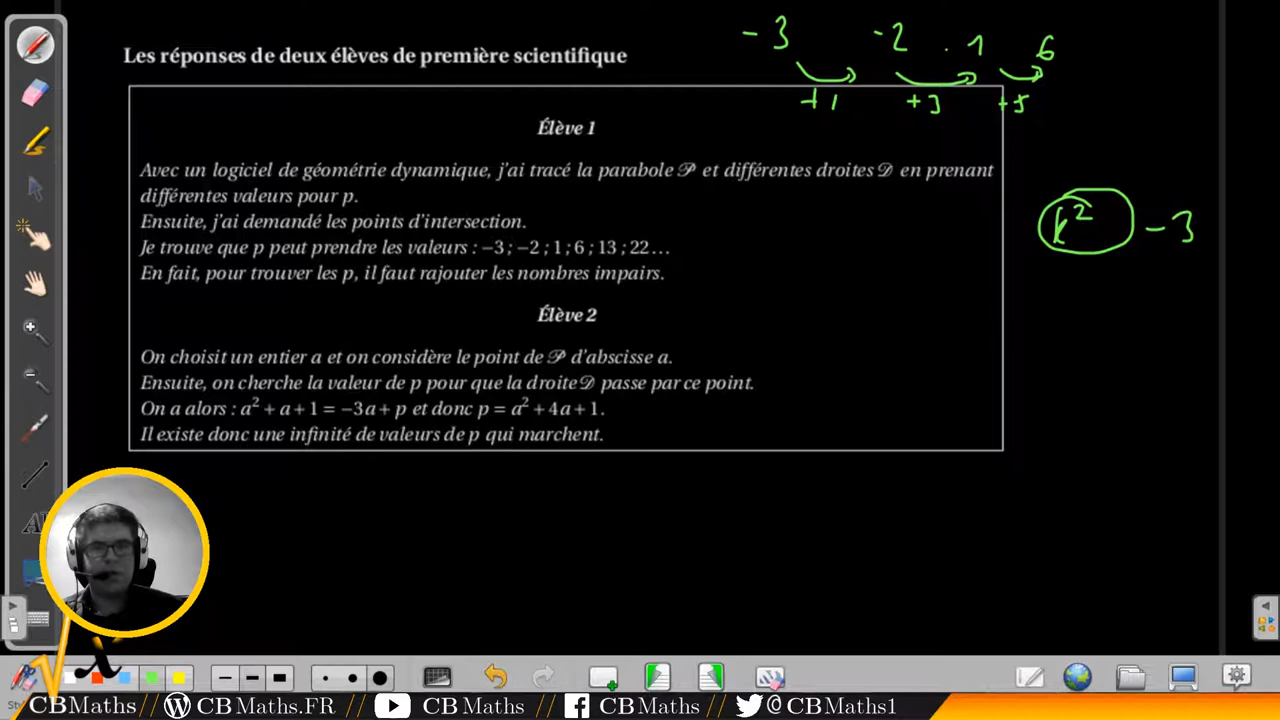 -3 -2 1 6
+1 +3 +5
Les réponses de deux élèves de première scientifique
Élève 1
Avec un logiciel de géométrie dynamique, j'ai tracé la parabole 𝒫 et différentes droites 𝒟 en prenant
différentes valeurs pour p.
Ensuite, j'ai demandé les points d'intersection.
Je trouve que p peut prendre les valeurs : −3 ; −2 ; 1 ; 6 ; 13 ; 22…
En fait, pour trouver les p, il faut rajouter les nombres impairs.
k² -3
Élève 2
On choisit un entier a et on considère le point de 𝒫 d'abscisse a.
Ensuite, on cherche la valeur de p pour que la droite 𝒟 passe par ce point.
On a alors : a² + a + 1 = −3a + p et donc p = a² + 4a + 1.
Il existe donc une infinité de valeurs de p qui marchent.
CBMaths// CBMaths.FR// CB Maths// CB Maths// @CBMaths1